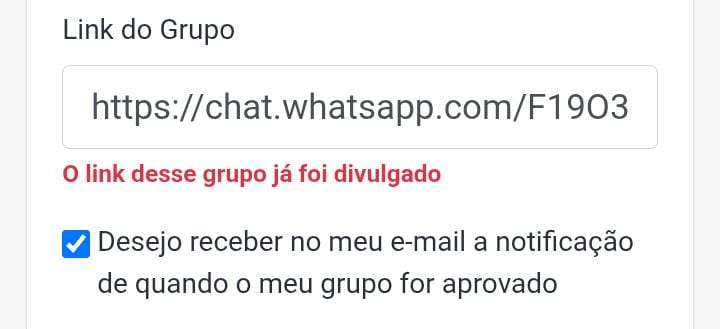 Link do Grupo
https://chat.whatsapp.com/F19O3
O link desse grupo já foi divulgado
Desejo receber no meu e-mail a notificação
de quando o meu grupo for aprovado